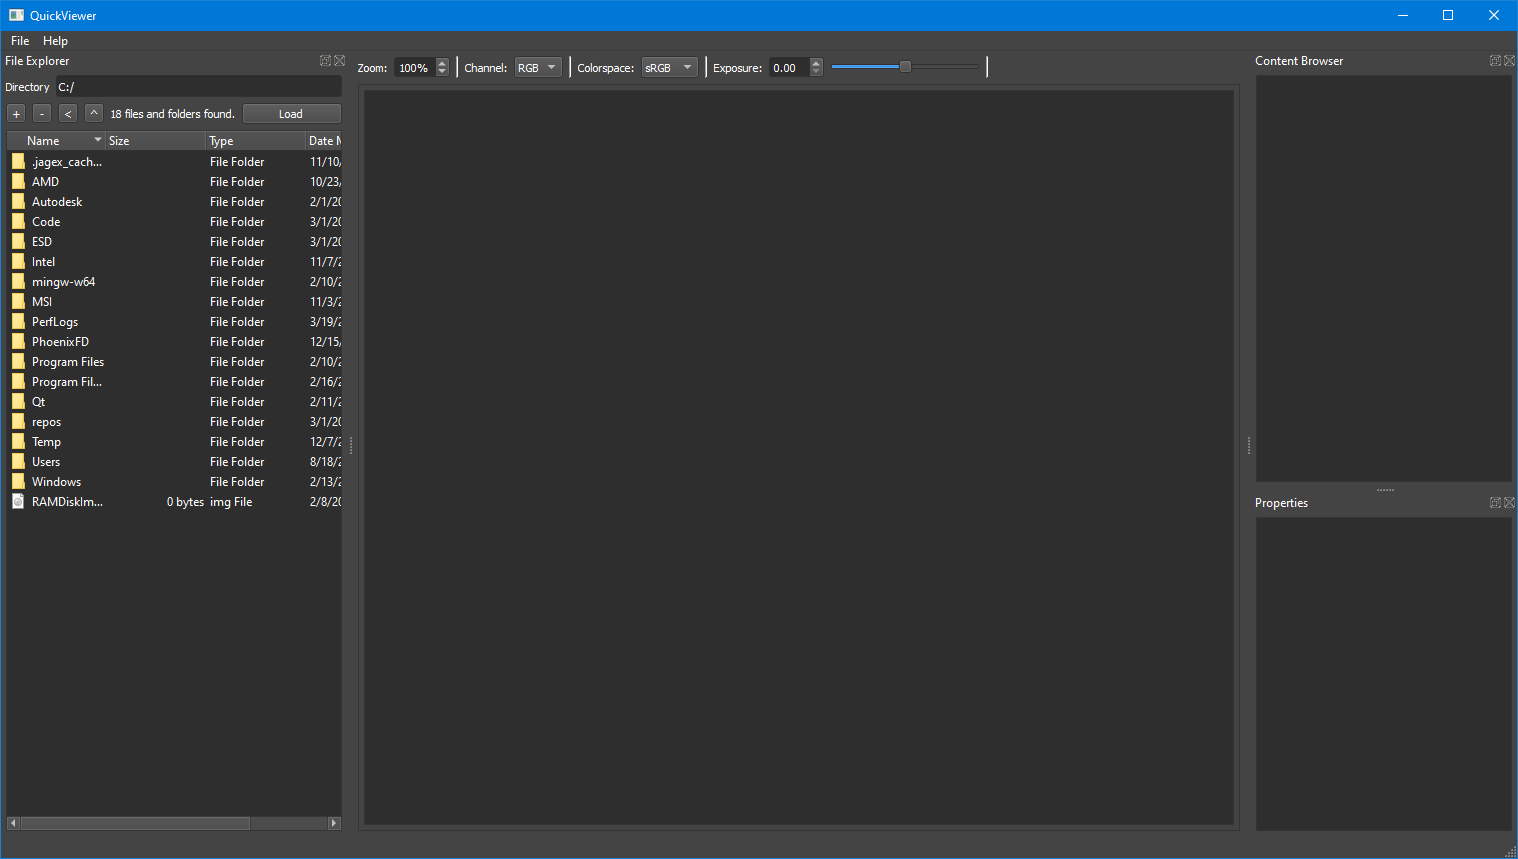 QuickViewer
File Help
File Explorer
Directory C:/
+ - < ^ 18 files and folders found. Load
Name Size Type Date M
.jagex_cach... File Folder 11/10/
AMD File Folder 10/23/
Autodesk File Folder 2/1/20
Code File Folder 3/1/20
ESD File Folder 3/1/20
Intel File Folder 11/7/2
mingw-w64 File Folder 2/10/2
MSI File Folder 11/3/2
PerfLogs File Folder 3/19/2
PhoenixFD File Folder 12/15/
Program Files File Folder 2/10/2
Program Fil... File Folder 2/16/2
Qt File Folder 2/11/2
repos File Folder 3/1/20
Temp File Folder 12/7/2
Users File Folder 8/18/2
Windows File Folder 2/13/2
RAMDiskIm... 0 bytes img File 2/8/20
Zoom: 100% Channel: RGB Colorspace: sRGB Exposure: 0.00
Content Browser
Properties